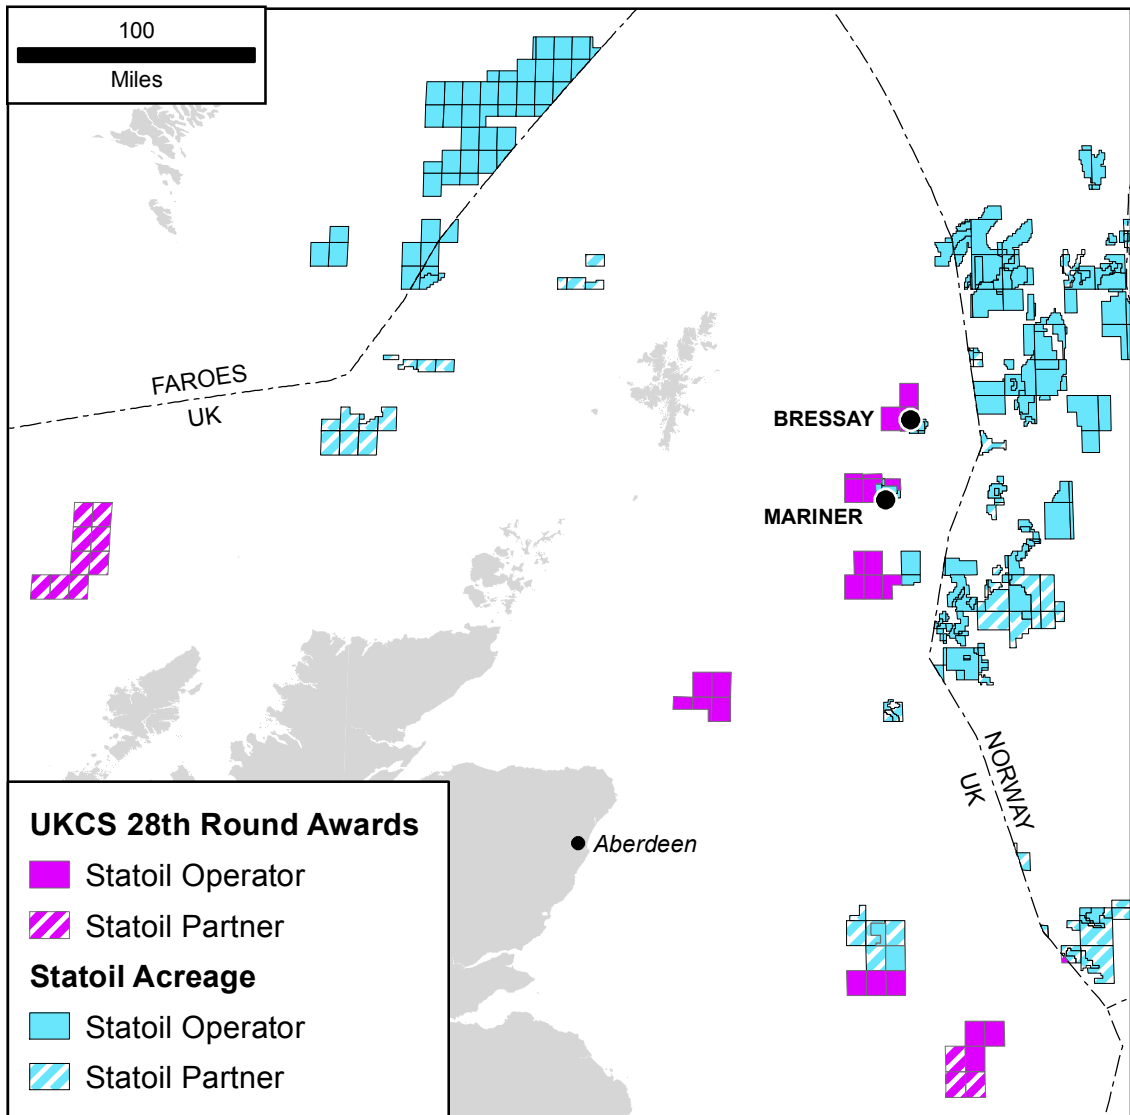 100
Miles
FAROES
UK
BRESSAY
MARINER
NORWAY
UK
Aberdeen
UKCS 28th Round Awards
Statoil Operator
Statoil Partner
Statoil Acreage
Statoil Operator
Statoil Partner